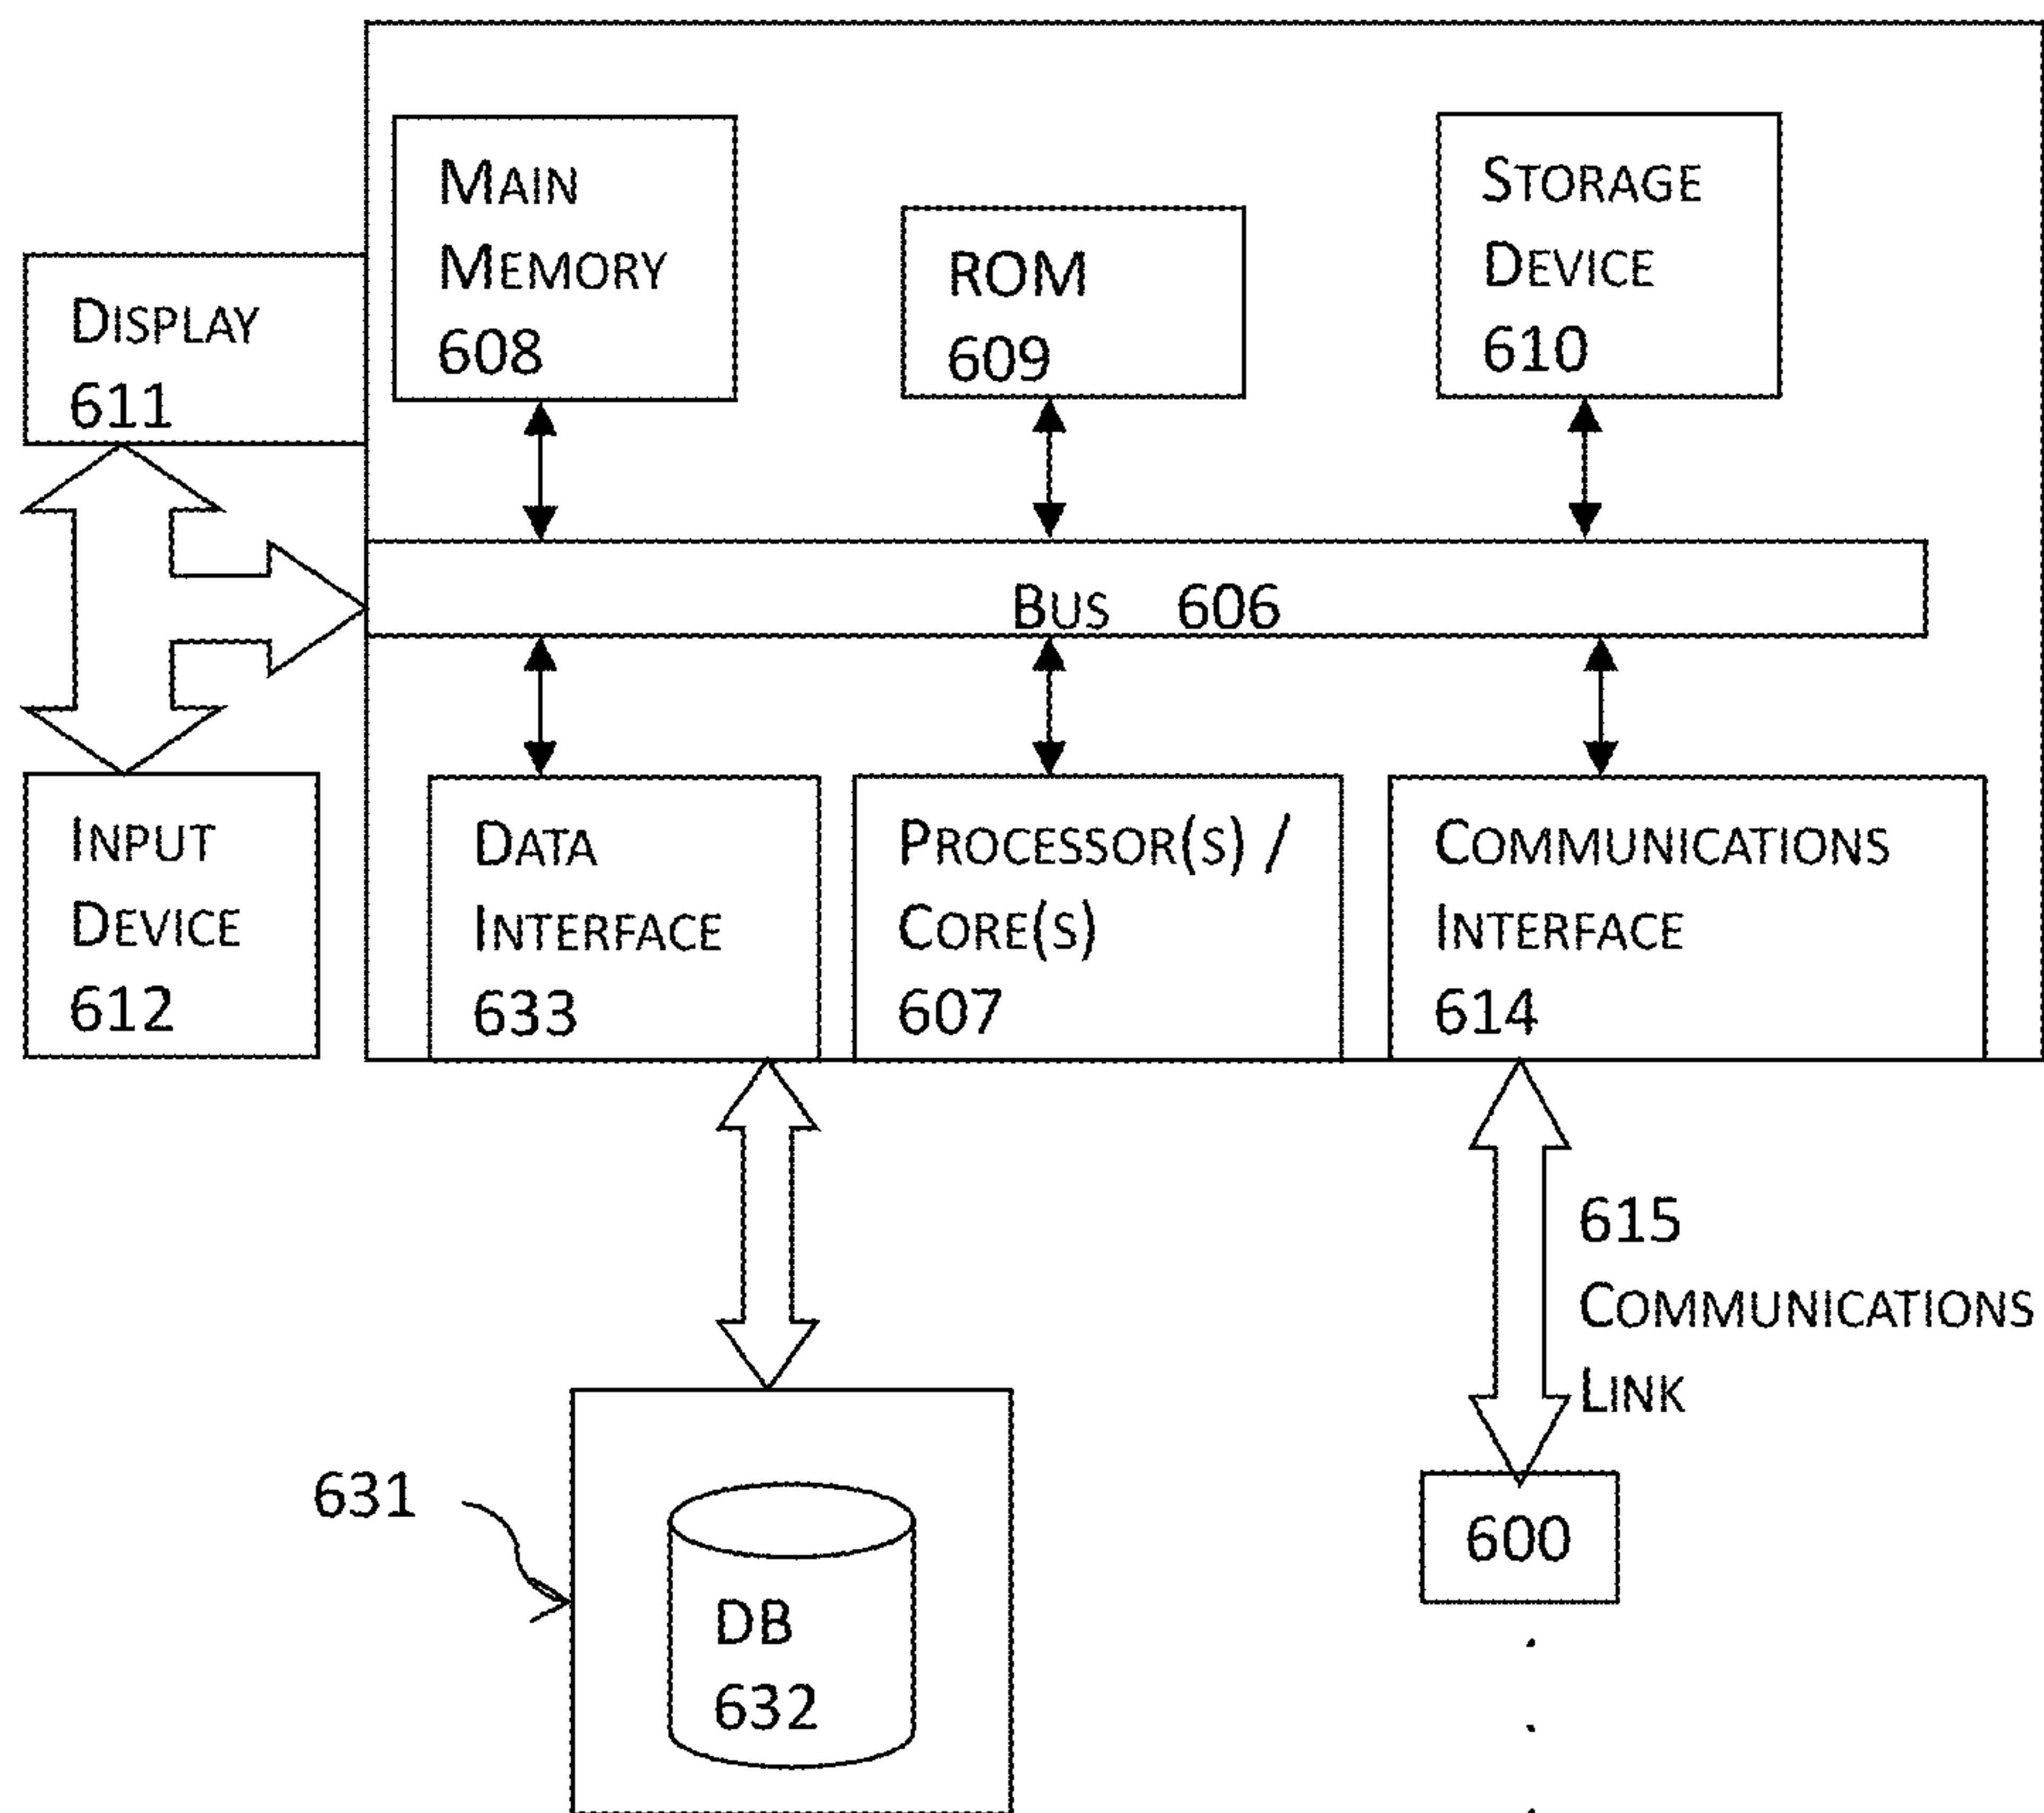 MAIN
MEMORY
608
ROM
609
STORAGE
DEVICE
610
DISPLAY
611
BUS 606
INPUT
DEVICE
612
DATA
INTERFACE
633
PROCESSOR(S) /
CORE(S)
607
COMMUNICATIONS
INTERFACE
614
615
COMMUNICATIONS
LINK
631
DB
632
600